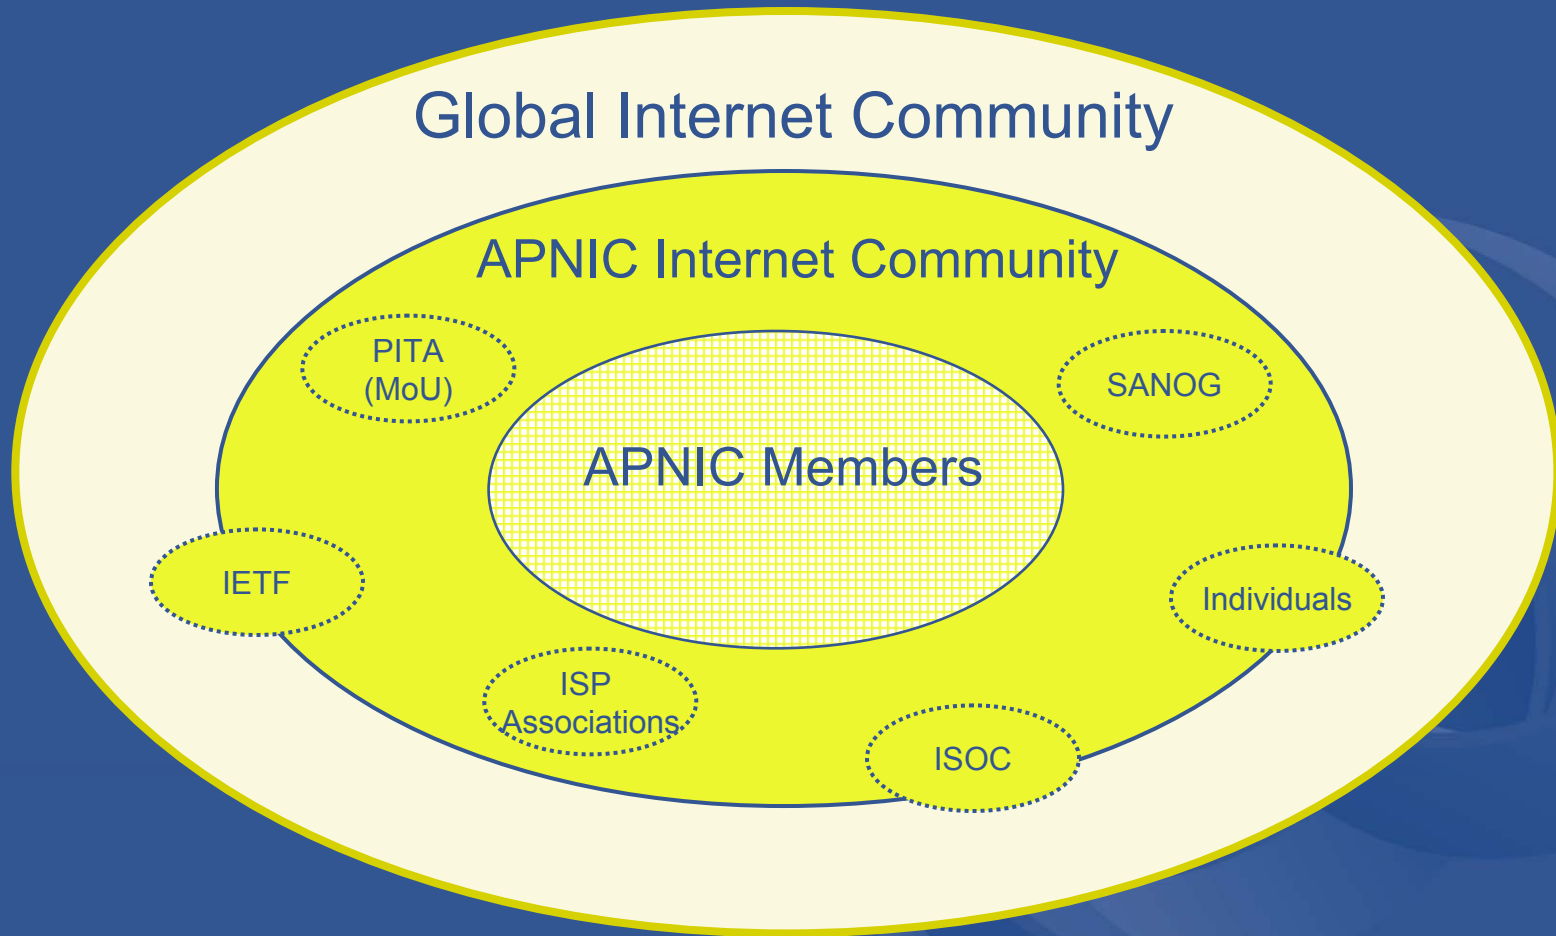 Global Internet Community
APNIC Internet Community
PITA
(MoU)
SANOG
APNIC Members
IETF
Individuals
ISP
Associations
ISOC